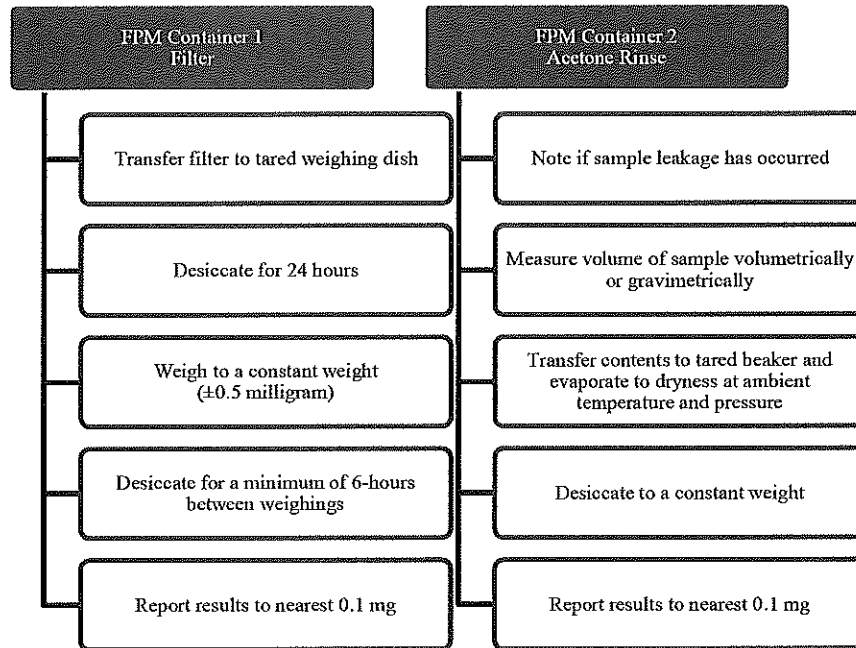 FPM Container 1
Filter
Transfer filter to tared weighing dish
Desiccate for 24 hours
Weigh to a constant weight
(±0.5 milligram)
Desiccate for a minimum of 6-hours
between weighings
Report results to nearest 0.1 mg
FPM Container 2
Acetone Rinse
Note if sample leakage has occurred
Measure volume of sample volumetrically
or gravimetrically
Transfer contents to tared beaker and
evaporate to dryness at ambient
temperature and pressure
Desiccate to a constant weight
Report results to nearest 0.1 mg